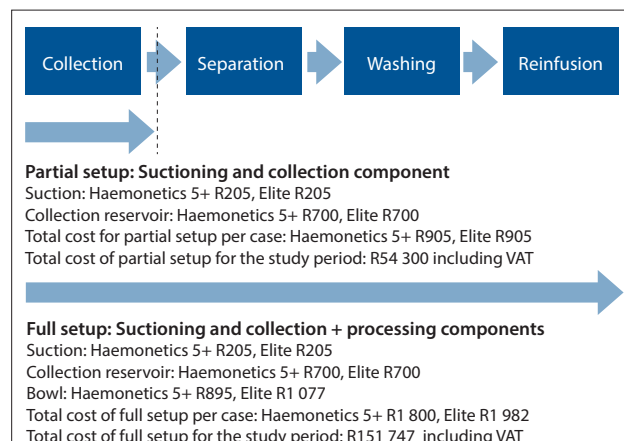 Collection Separation Washing Reinfusion
Partial setup: Suctioning and collection component
Suction: Haemonetics 5+ R205, Elite R205
Collection reservoir: Haemonetics 5+ R700, Elite R700
Total cost for partial setup per case: Haemonetics 5+ R905, Elite R905
Total cost of partial setup for the study period: R54 300 including VAT
Full setup: Suctioning and collection + processing components
Suction: Haemonetics 5+ R205, Elite R205
Collection reservoir: Haemonetics 5+ R700, Elite R700
Bowl: Haemonetics 5+ R895, Elite R1 077
Total cost of full setup per case: Haemonetics 5+ R1 800, Elite R1 982
Total cost of full setup for the study period: R151 747 including VAT